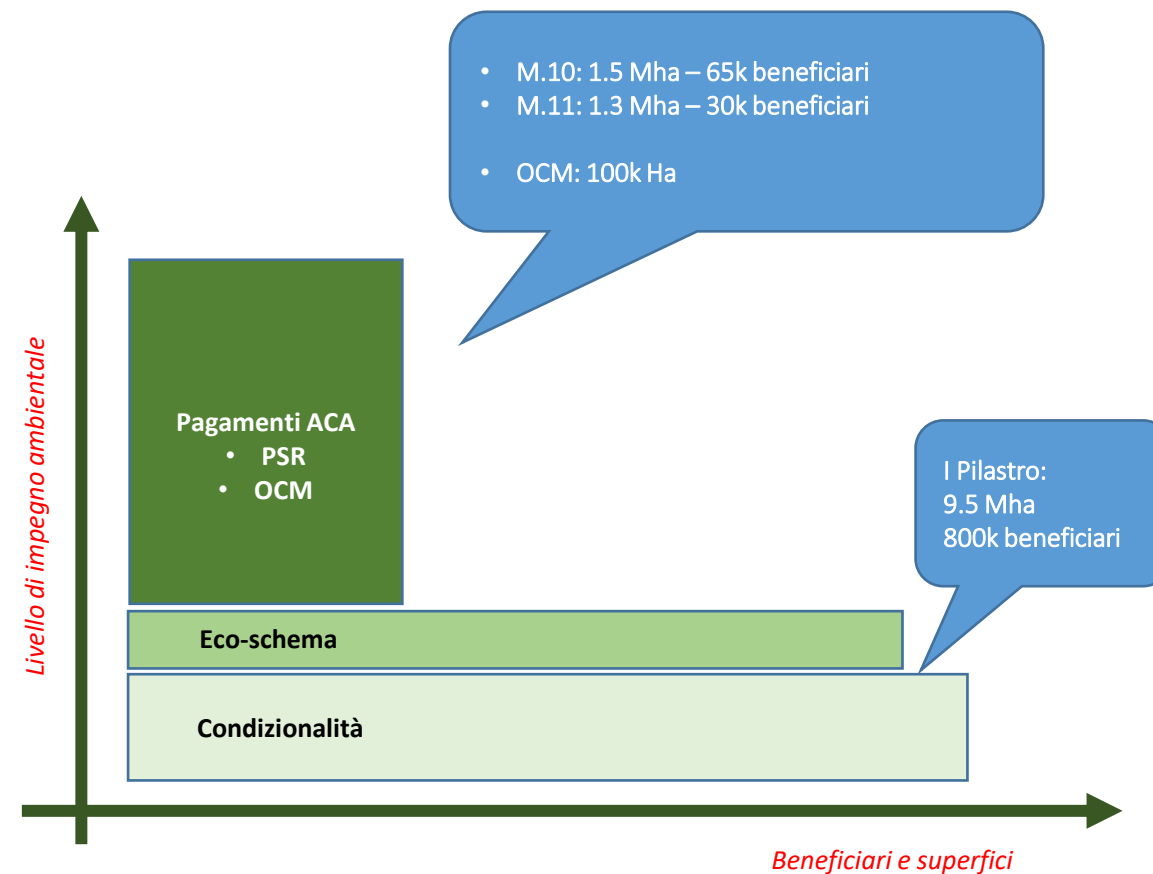 • M.10: 1.5 Mha – 65k beneficiari
• M.11: 1.3 Mha – 30k beneficiari
• OCM: 100k Ha
Livello di impegno ambientale
Pagamenti ACA
• PSR
• OCM
I Pilastro:
9.5 Mha
800k beneficiari
Eco-schema
Condizionalità
Beneficiari e superfici